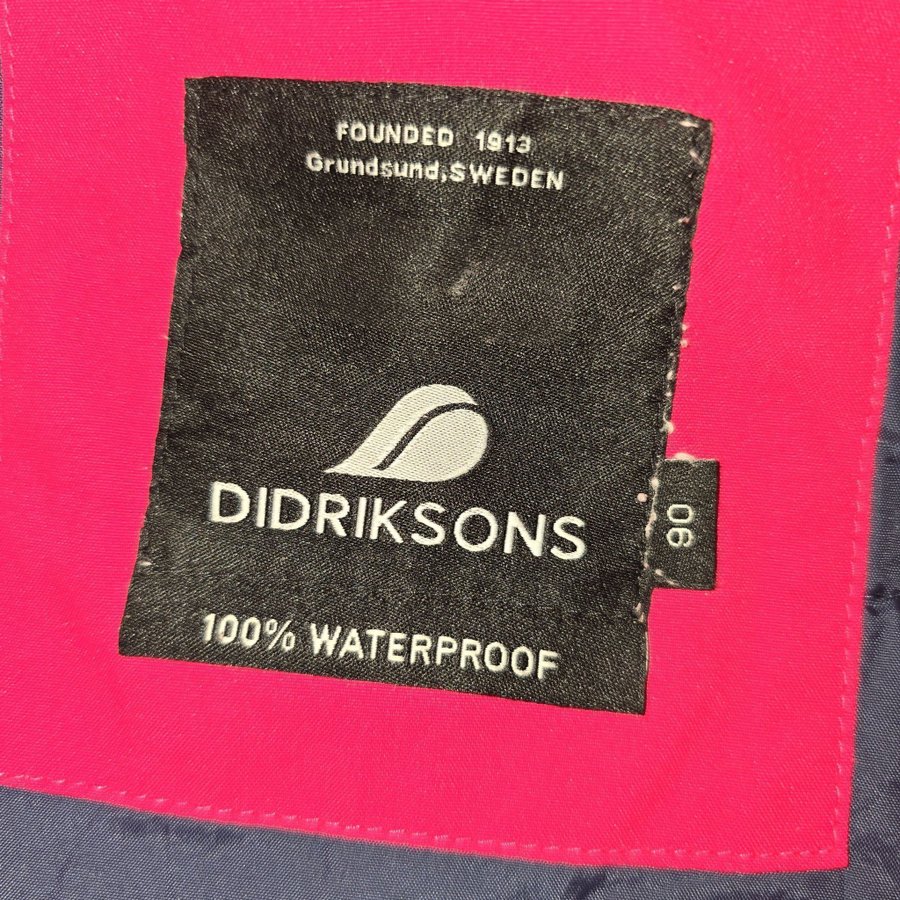 FOUNDED 1913
Grundsund,SWEDEN
DIDRIKSONS
90
100% WATERPROOF